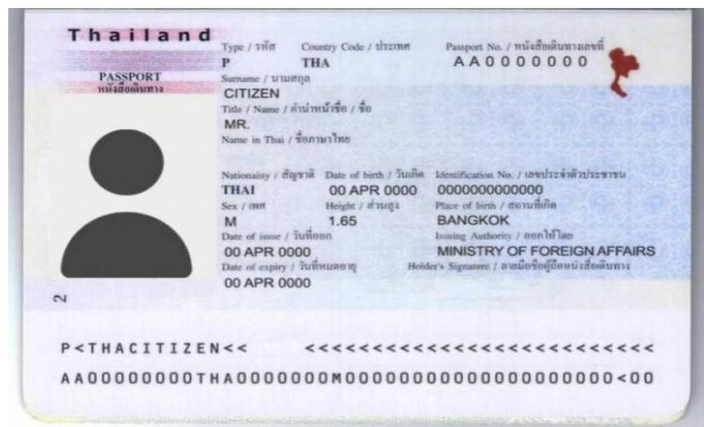 Thailand
PASSPORT
หนังสือเดินทาง
Type / รหัส Country Code / ประเทศ Passport No. / หนังสือเดินทางเลขที่
P THA AA0000000
Surname / นามสกุล
CITIZEN
Title / Name / คำนำหน้าชื่อ / ชื่อ
MR.
Name in Thai / ชื่อภาษาไทย
Nationality / สัญชาติ Date of birth / วันเกิด Identification No. / เลขประจำตัวประชาชน
THAI 00 APR 0000 0000000000000
Sex / เพศ Height / ส่วนสูง Place of birth / สถานที่เกิด
M 1.65 BANGKOK
Date of issue / วันที่ออก Issuing Authority / ออกให้โดย
00 APR 0000 MINISTRY OF FOREIGN AFFAIRS
Date of expiry / วันที่หมดอายุ Holder's Signature / ลายมือชื่อผู้ถือหนังสือเดินทาง
00 APR 0000
2
P<THACITIZEN<< <<<<<<<<<<<<<<<<<<<<<<<<<<
AA00000000THA0000000M00000000000000000000<00